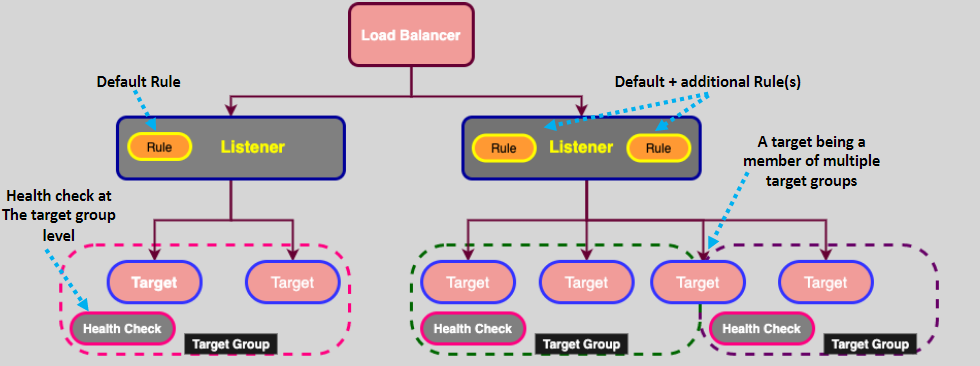 Load Balancer
Default Rule
Default + additional Rule(s)
Rule
Listener
Rule
Listener
Rule
A target being a
member of multiple
target groups
Health check at
The target group
level
Target
Target
Target
Target
Target
Target
Health Check
Target Group
Health Check
Target Group
Health Check
Target Group